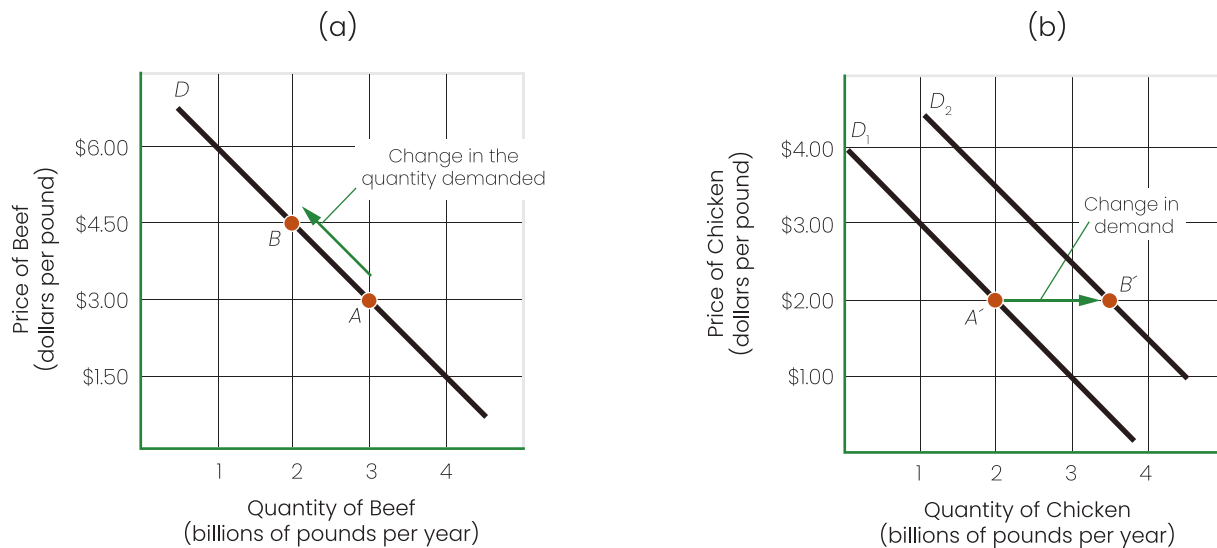 (a)
D
$6.00
$4.50
$3.00
$1.50
Change in the
quantity demanded
B
A
1 2 3 4
Price of Beef
(dollars per pound)
Quantity of Beef
(billions of pounds per year)
(b)
D₁
D₂
$4.00
$3.00
$2.00
$1.00
Change in
demand
A´
B´
1 2 3 4
Price of Chicken
(dollars per pound)
Quantity of Chicken
(billions of pounds per year)